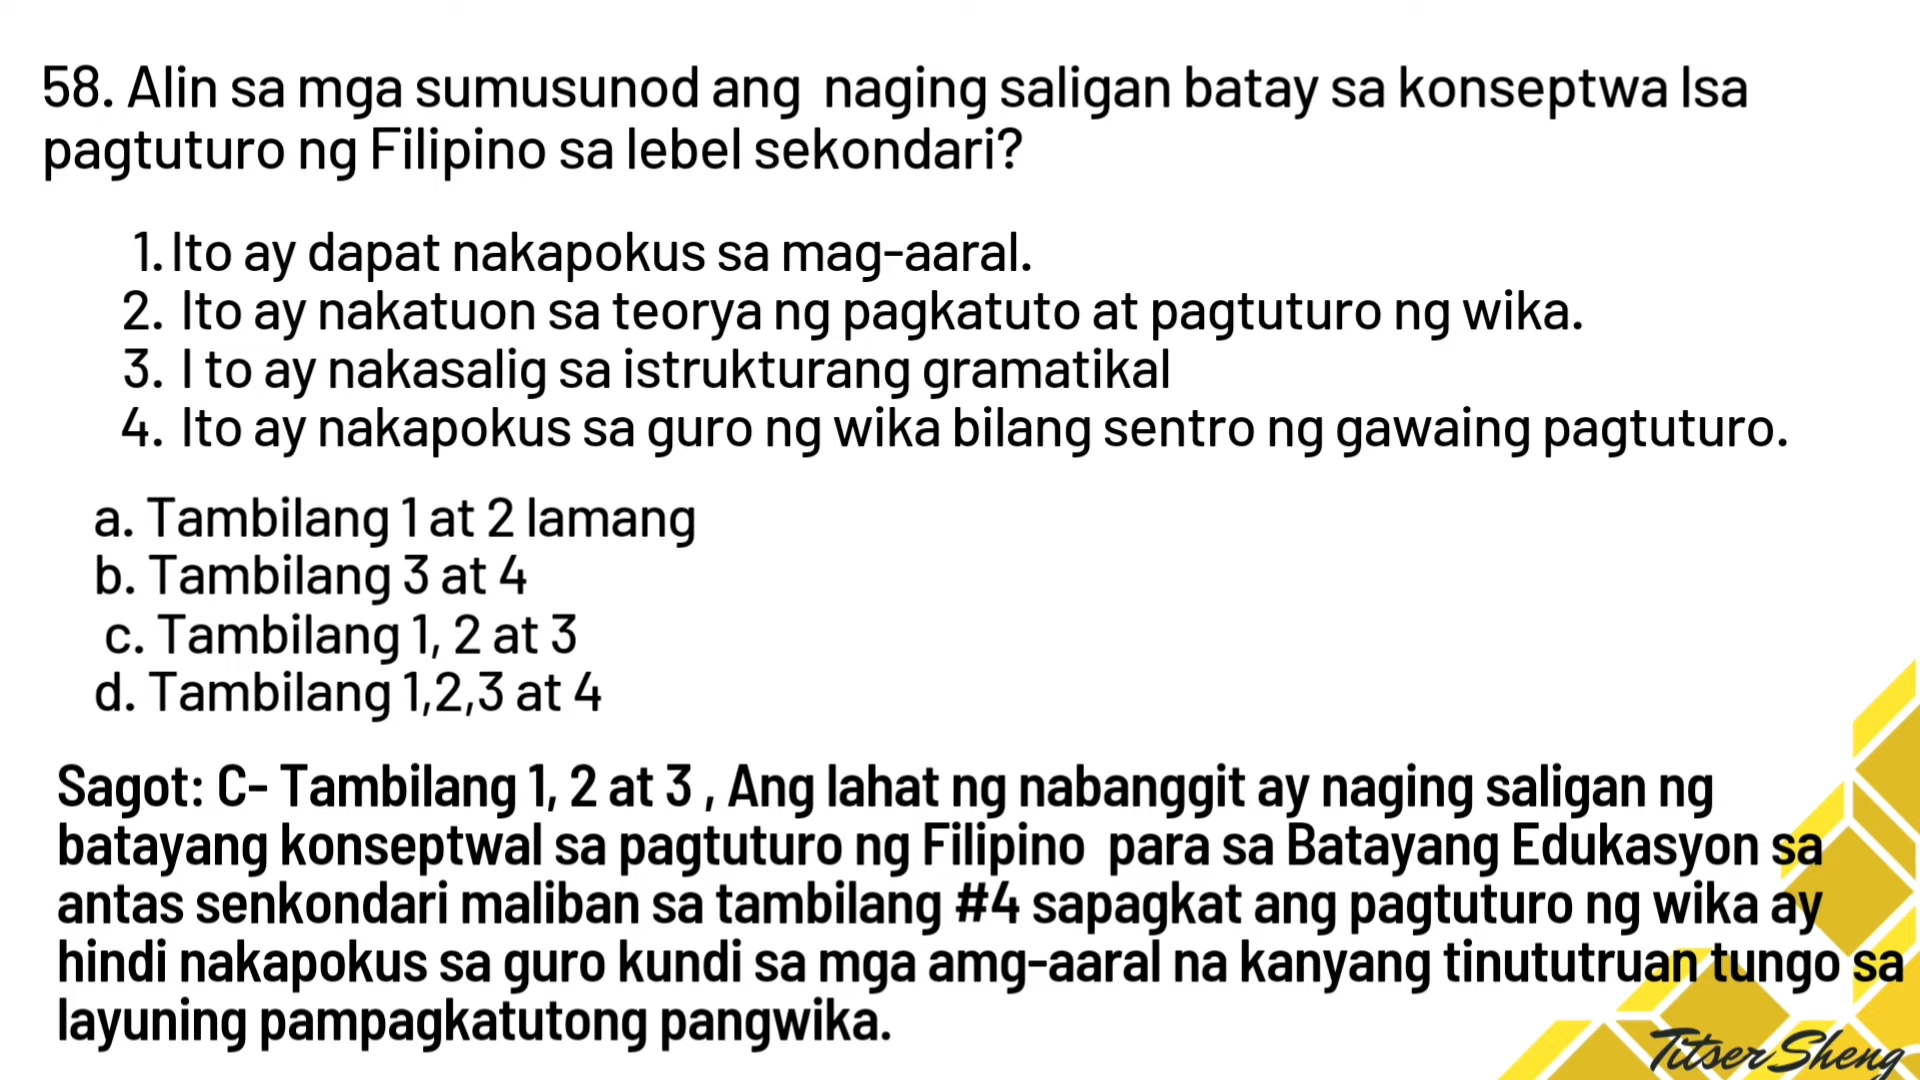 58. Alin sa mga sumusunod ang naging saligan batay sa konseptwa lsa
pagtuturo ng Filipino sa lebel sekondari?
1. Ito ay dapat nakapokus sa mag-aaral.
2. Ito ay nakatuon sa teorya ng pagkatuto at pagtuturo ng wika.
3. I to ay nakasalig sa istrukturang gramatikal
4. Ito ay nakapokus sa guro ng wika bilang sentro ng gawaing pagtuturo.
a. Tambilang 1 at 2 lamang
b. Tambilang 3 at 4
c. Tambilang 1, 2 at 3
d. Tambilang 1,2,3 at 4
Sagot: C- Tambilang 1, 2 at 3 , Ang lahat ng nabanggit ay naging saligan ng
batayang konseptwal sa pagtuturo ng Filipino para sa Batayang Edukasyon sa
antas senkondari maliban sa tambilang #4 sapagkat ang pagtuturo ng wika ay
hindi nakapokus sa guro kundi sa mga amg-aaral na kanyang tinututruan tungo sa
layuning pampagkatutong pangwika.
Titser Sheng